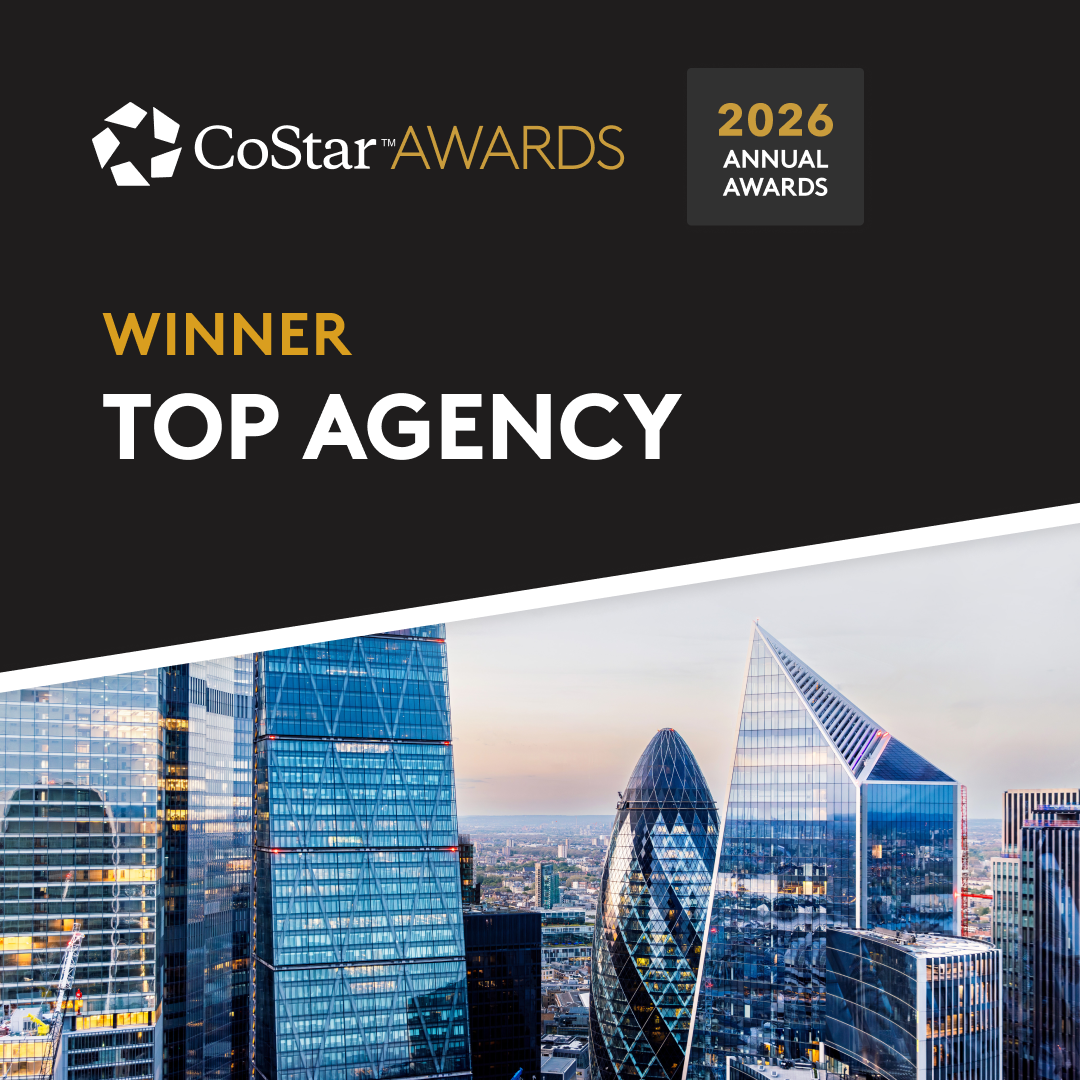 CoStar™ AWARDS
2026
ANNUAL
AWARDS
WINNER
TOP AGENCY